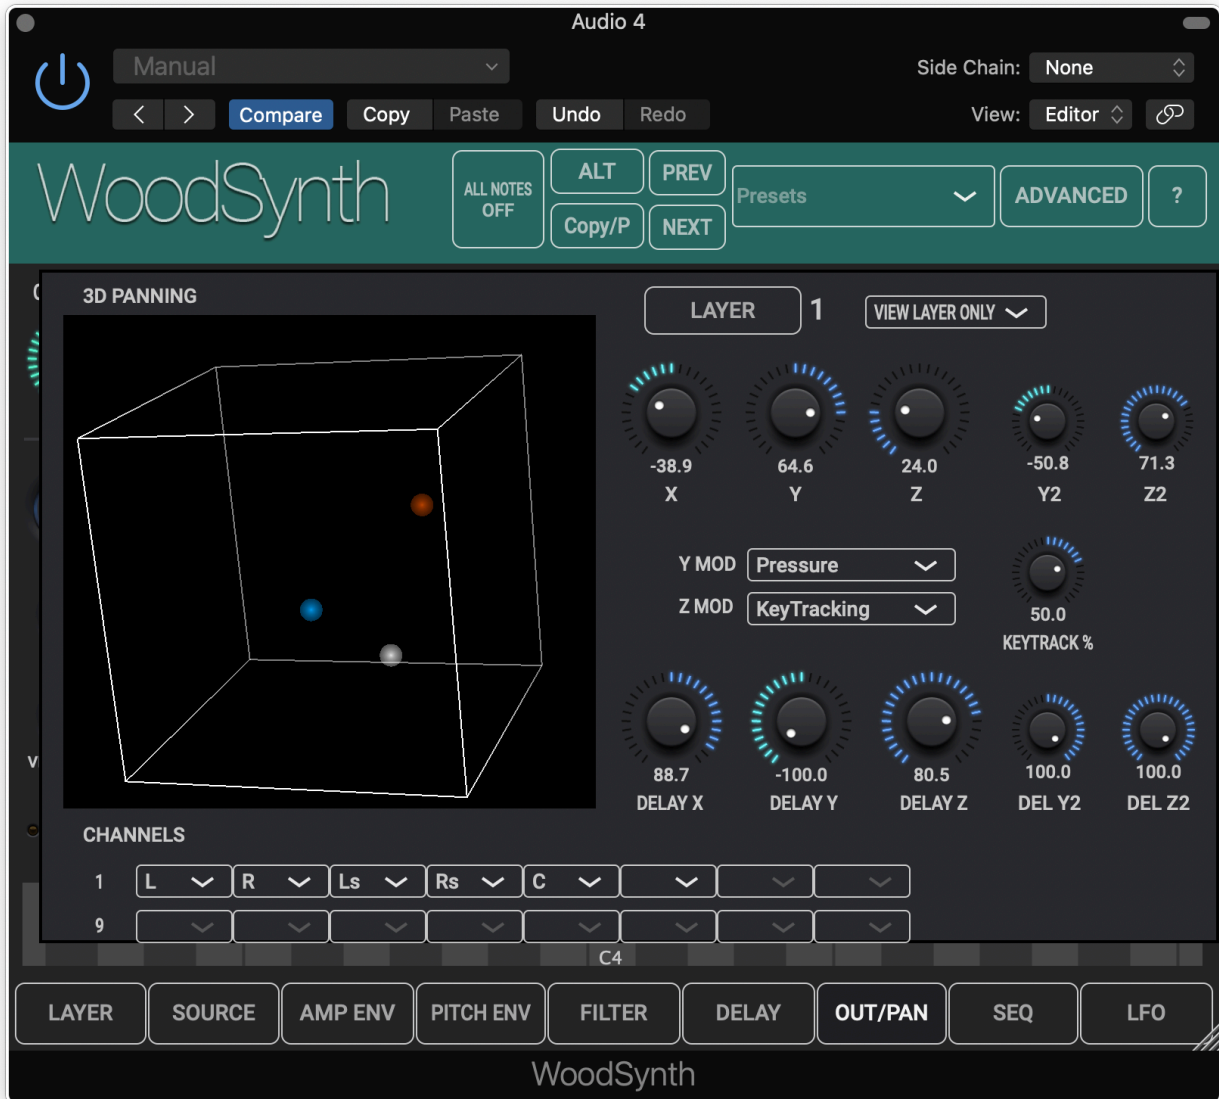 Audio 4
Manual
Side Chain: None
Compare Copy Paste Undo Redo
View: Editor
WoodSynth
ALL NOTES OFF
ALT
PREV
Copy/P
NEXT
Presets
ADVANCED
?
3D PANNING
LAYER 1
VIEW LAYER ONLY
-38.9 64.6 24.0 -50.8 71.3
X Y Z Y2 Z2
Y MOD Pressure
Z MOD KeyTracking
50.0
KEYTRACK %
88.7 -100.0 80.5 100.0 100.0
DELAY X DELAY Y DELAY Z DEL Y2 DEL Z2
CHANNELS
1 L R Ls Rs C
9
C4
LAYER SOURCE AMP ENV PITCH ENV FILTER DELAY OUT/PAN SEQ LFO
WoodSynth